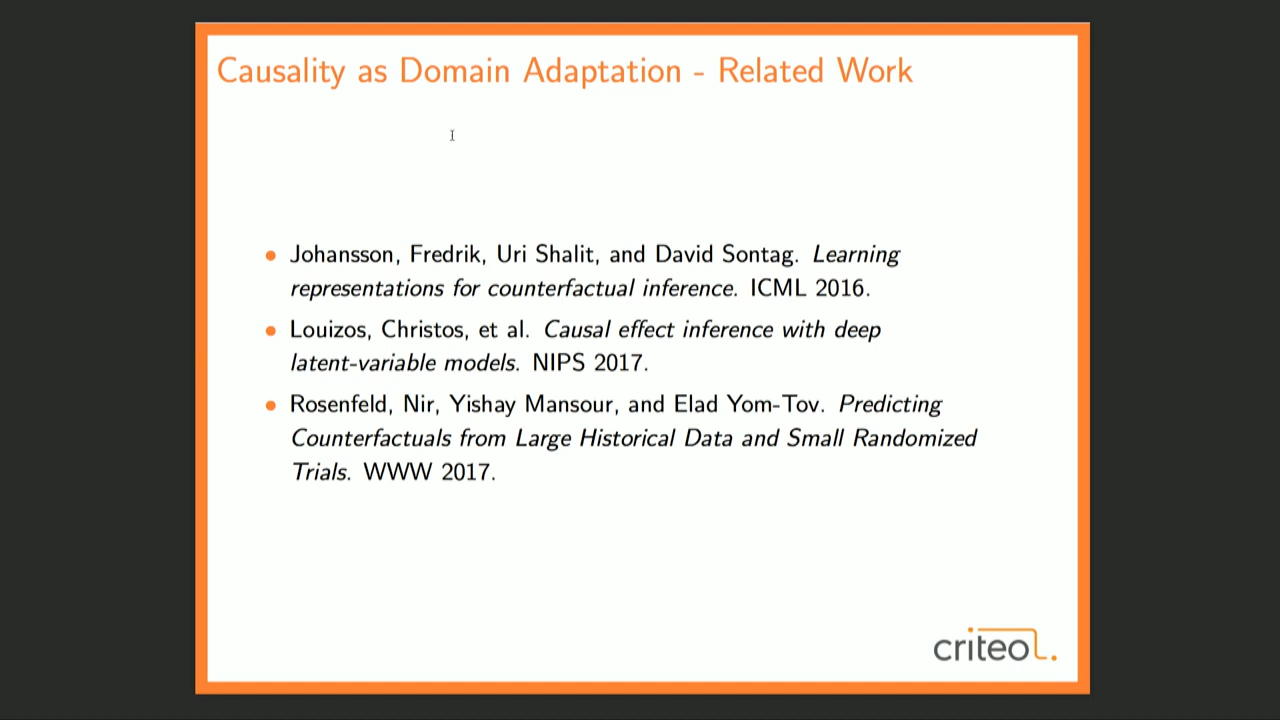 Causality as Domain Adaptation - Related Work
• Johansson, Fredrik, Uri Shalit, and David Sontag. Learning
representations for counterfactual inference. ICML 2016.
• Louizos, Christos, et al. Causal effect inference with deep
latent-variable models. NIPS 2017.
• Rosenfeld, Nir, Yishay Mansour, and Elad Yom-Tov. Predicting
Counterfactuals from Large Historical Data and Small Randomized
Trials. WWW 2017.
criteo